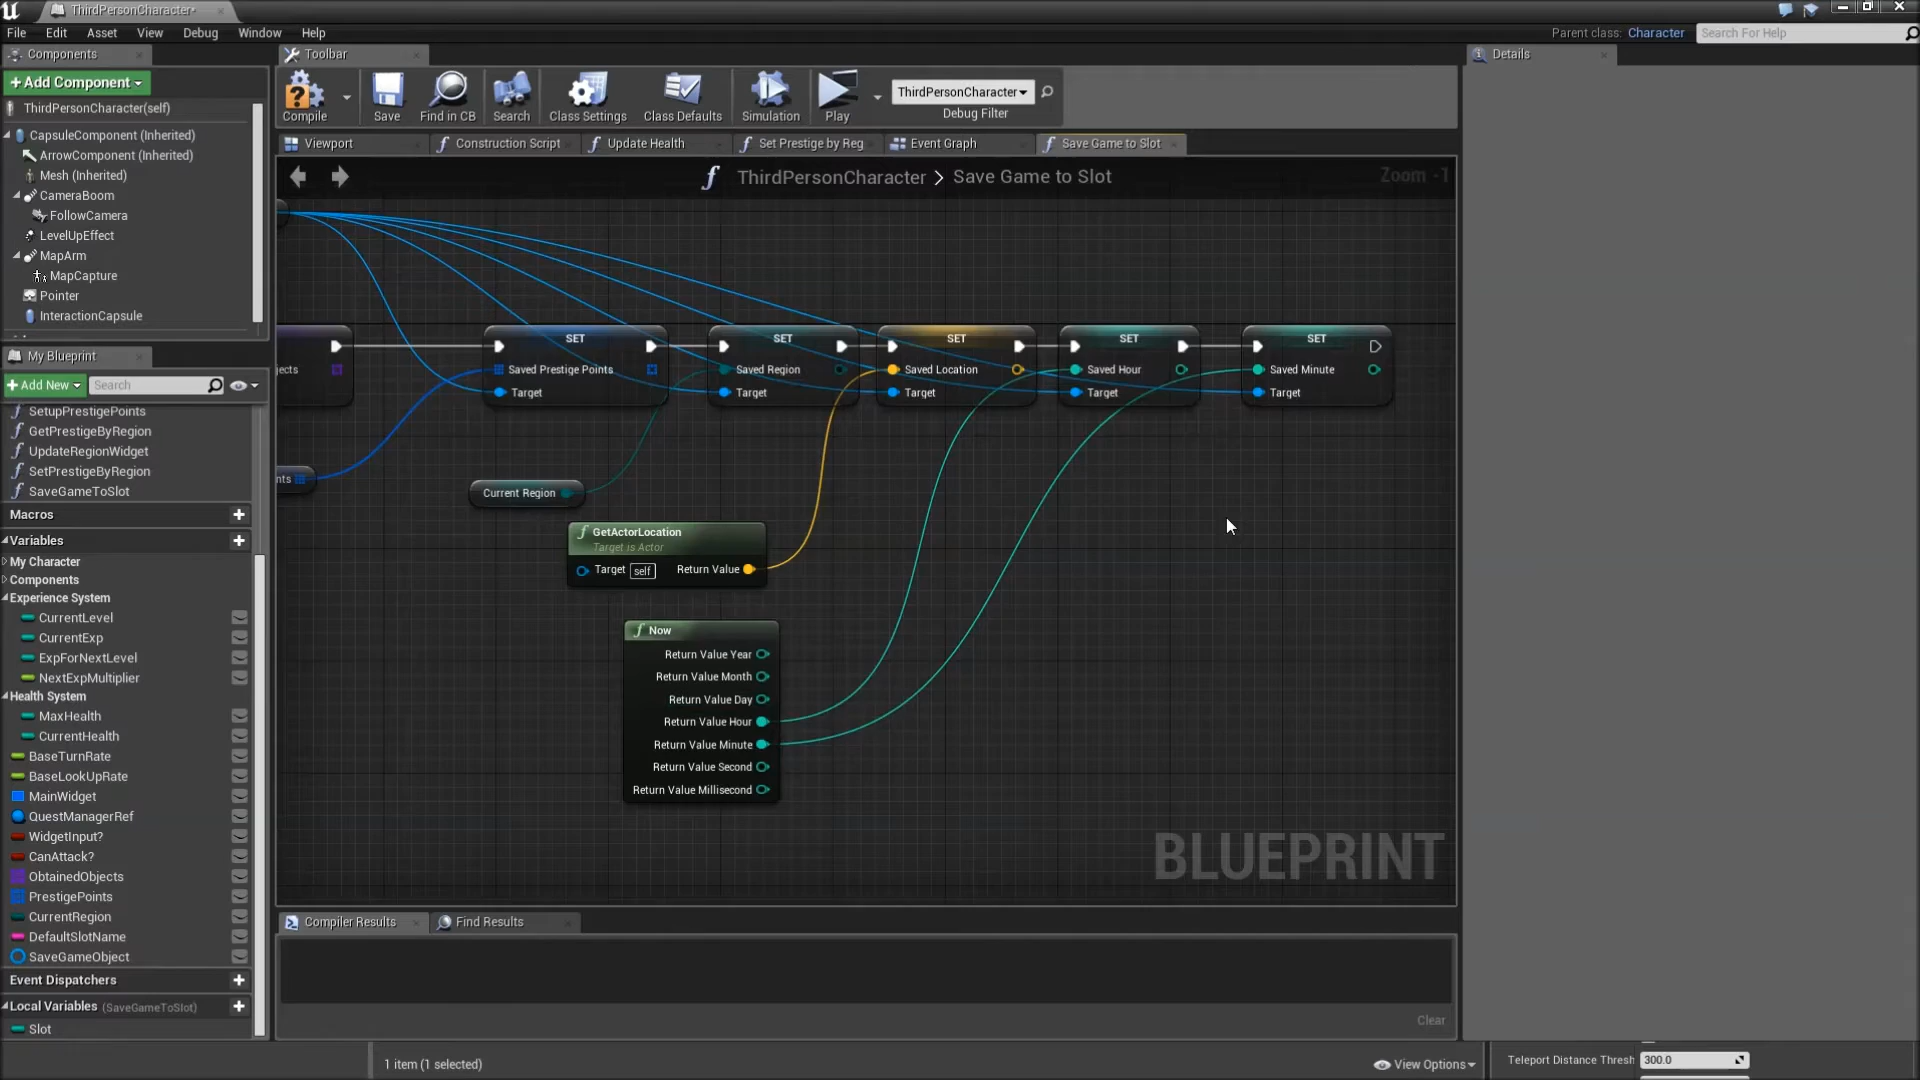 ThirdPersonCharacter*
File Edit Asset View Debug Window Help
Parent class: Character
Search For Help
Components
Toolbar
Details
+Add Component
ThirdPersonCharacter(self)
CapsuleComponent (Inherited)
ArrowComponent (Inherited)
Mesh (Inherited)
CameraBoom
FollowCamera
LevelUpEffect
MapArm
MapCapture
Pointer
InteractionCapsule
Compile Save Find in CB Search Class Settings Class Defaults Simulation Play
ThirdPersonCharacter
Debug Filter
Viewport Construction Script Update Health Set Prestige by Reg Event Graph Save Game to Slot
ThirdPersonCharacter > Save Game to Slot
Zoom -1
My Blueprint
+Add New Search
SetupPrestigePoints
GetPrestigeByRegion
UpdateRegionWidget
SetPrestigeByRegion
SaveGameToSlot
Macros
Variables
My Character
Components
Experience System
CurrentLevel
CurrentExp
ExpForNextLevel
NextExpMultiplier
Health System
MaxHealth
CurrentHealth
BaseTurnRate
BaseLookUpRate
MainWidget
QuestManagerRef
WidgetInput?
CanAttack?
ObtainedObjects
PrestigePoints
CurrentRegion
DefaultSlotName
SaveGameObject
Event Dispatchers
Local Variables (SaveGameToSlot)
Slot
SET SET SET SET SET
jects Saved Prestige Points Saved Region Saved Location Saved Hour Saved Minute
Target Target Target Target Target
nts
Current Region
GetActorLocation
Target is Actor
Target self Return Value
Now
Return Value Year
Return Value Month
Return Value Day
Return Value Hour
Return Value Minute
Return Value Second
Return Value Millisecond
BLUEPRINT
Compiler Results Find Results
Clear
1 item (1 selected)
View Options
Teleport Distance Thresh 300.0